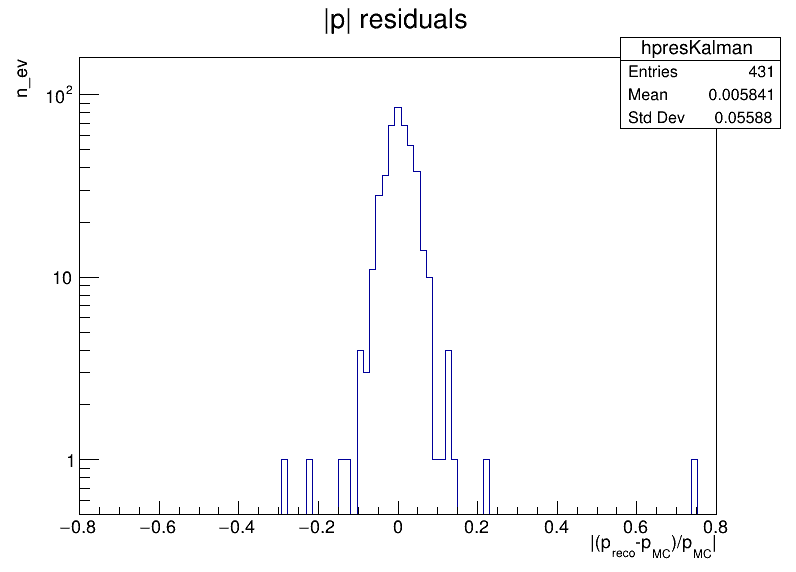 |p| residuals
hpresKalman
Entries 431
Mean 0.005841
Std Dev 0.05588
n_ev
10²
10
1
−0.8 −0.6 −0.4 −0.2 0 0.2 0.4 0.6 0.8
|(p_reco-p_MC)/p_MC|